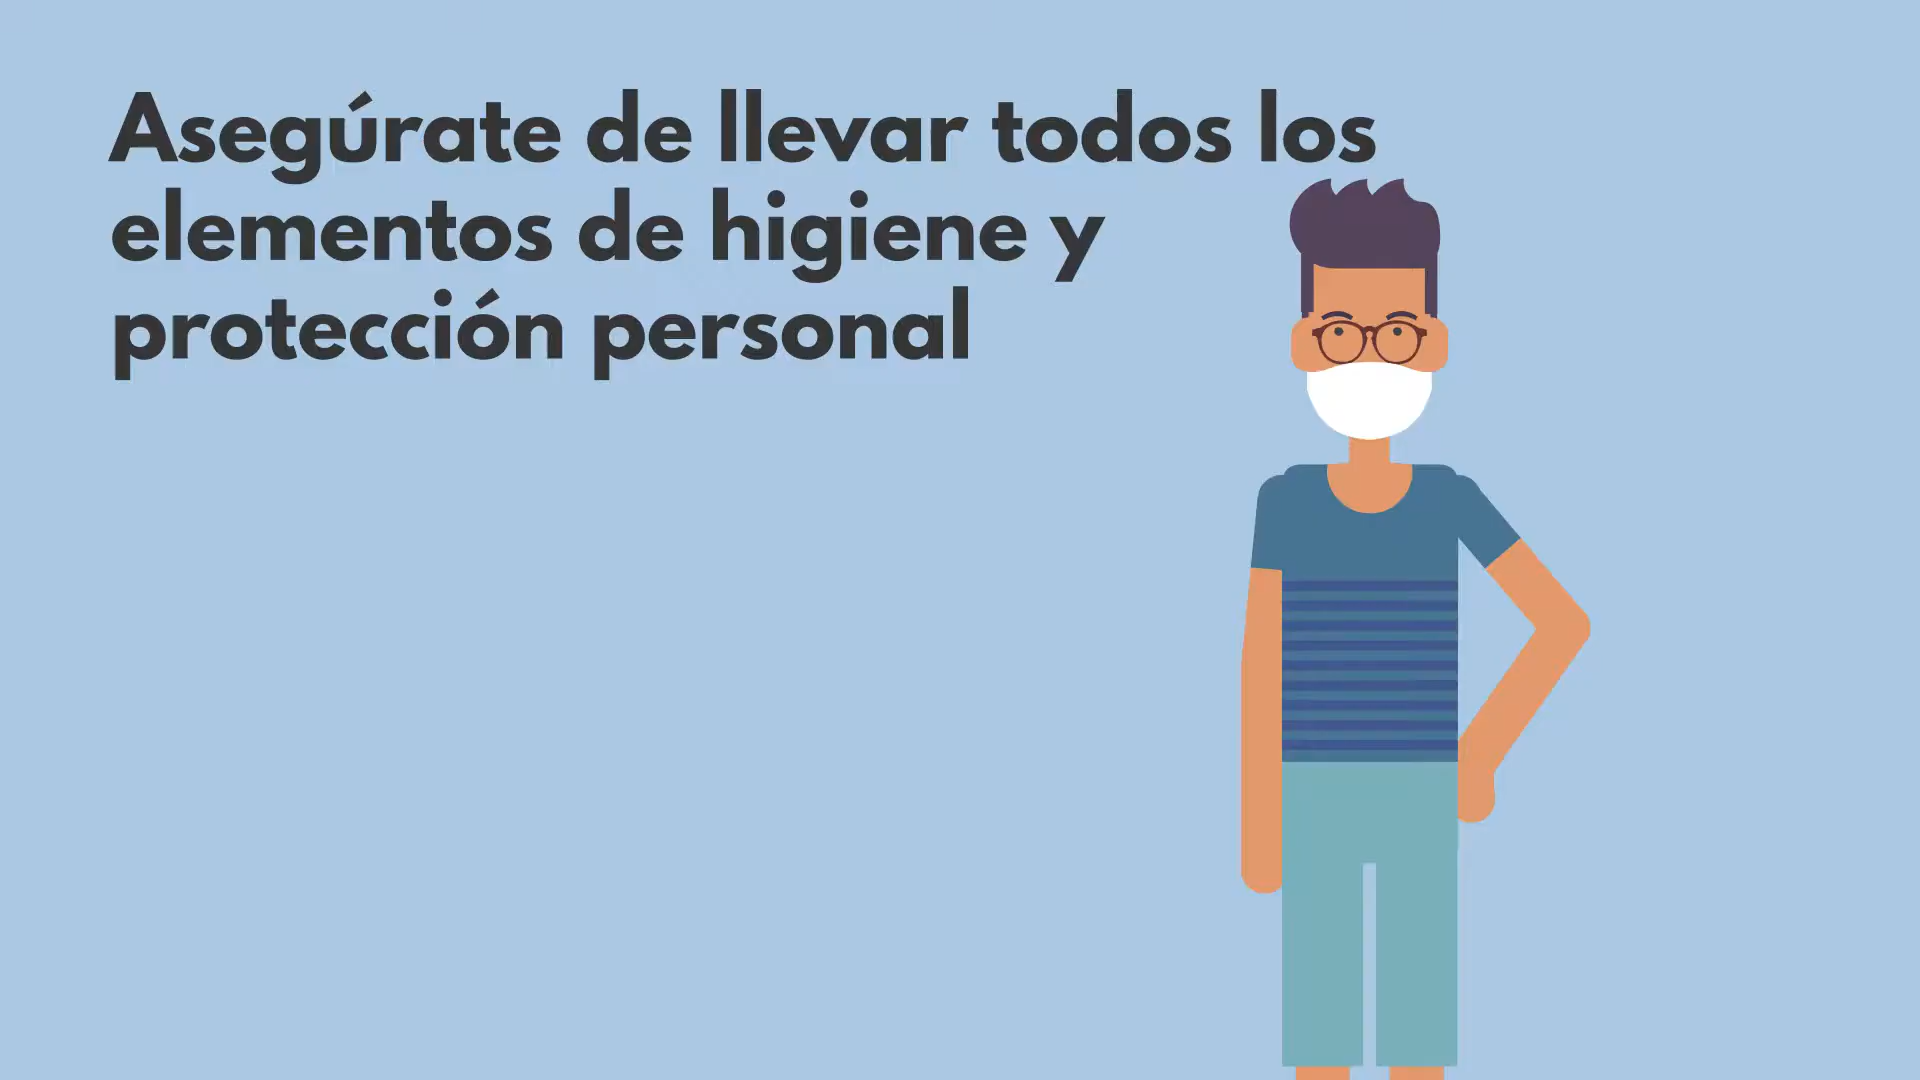 Asegúrate de llevar todos los
elementos de higiene y
protección personal